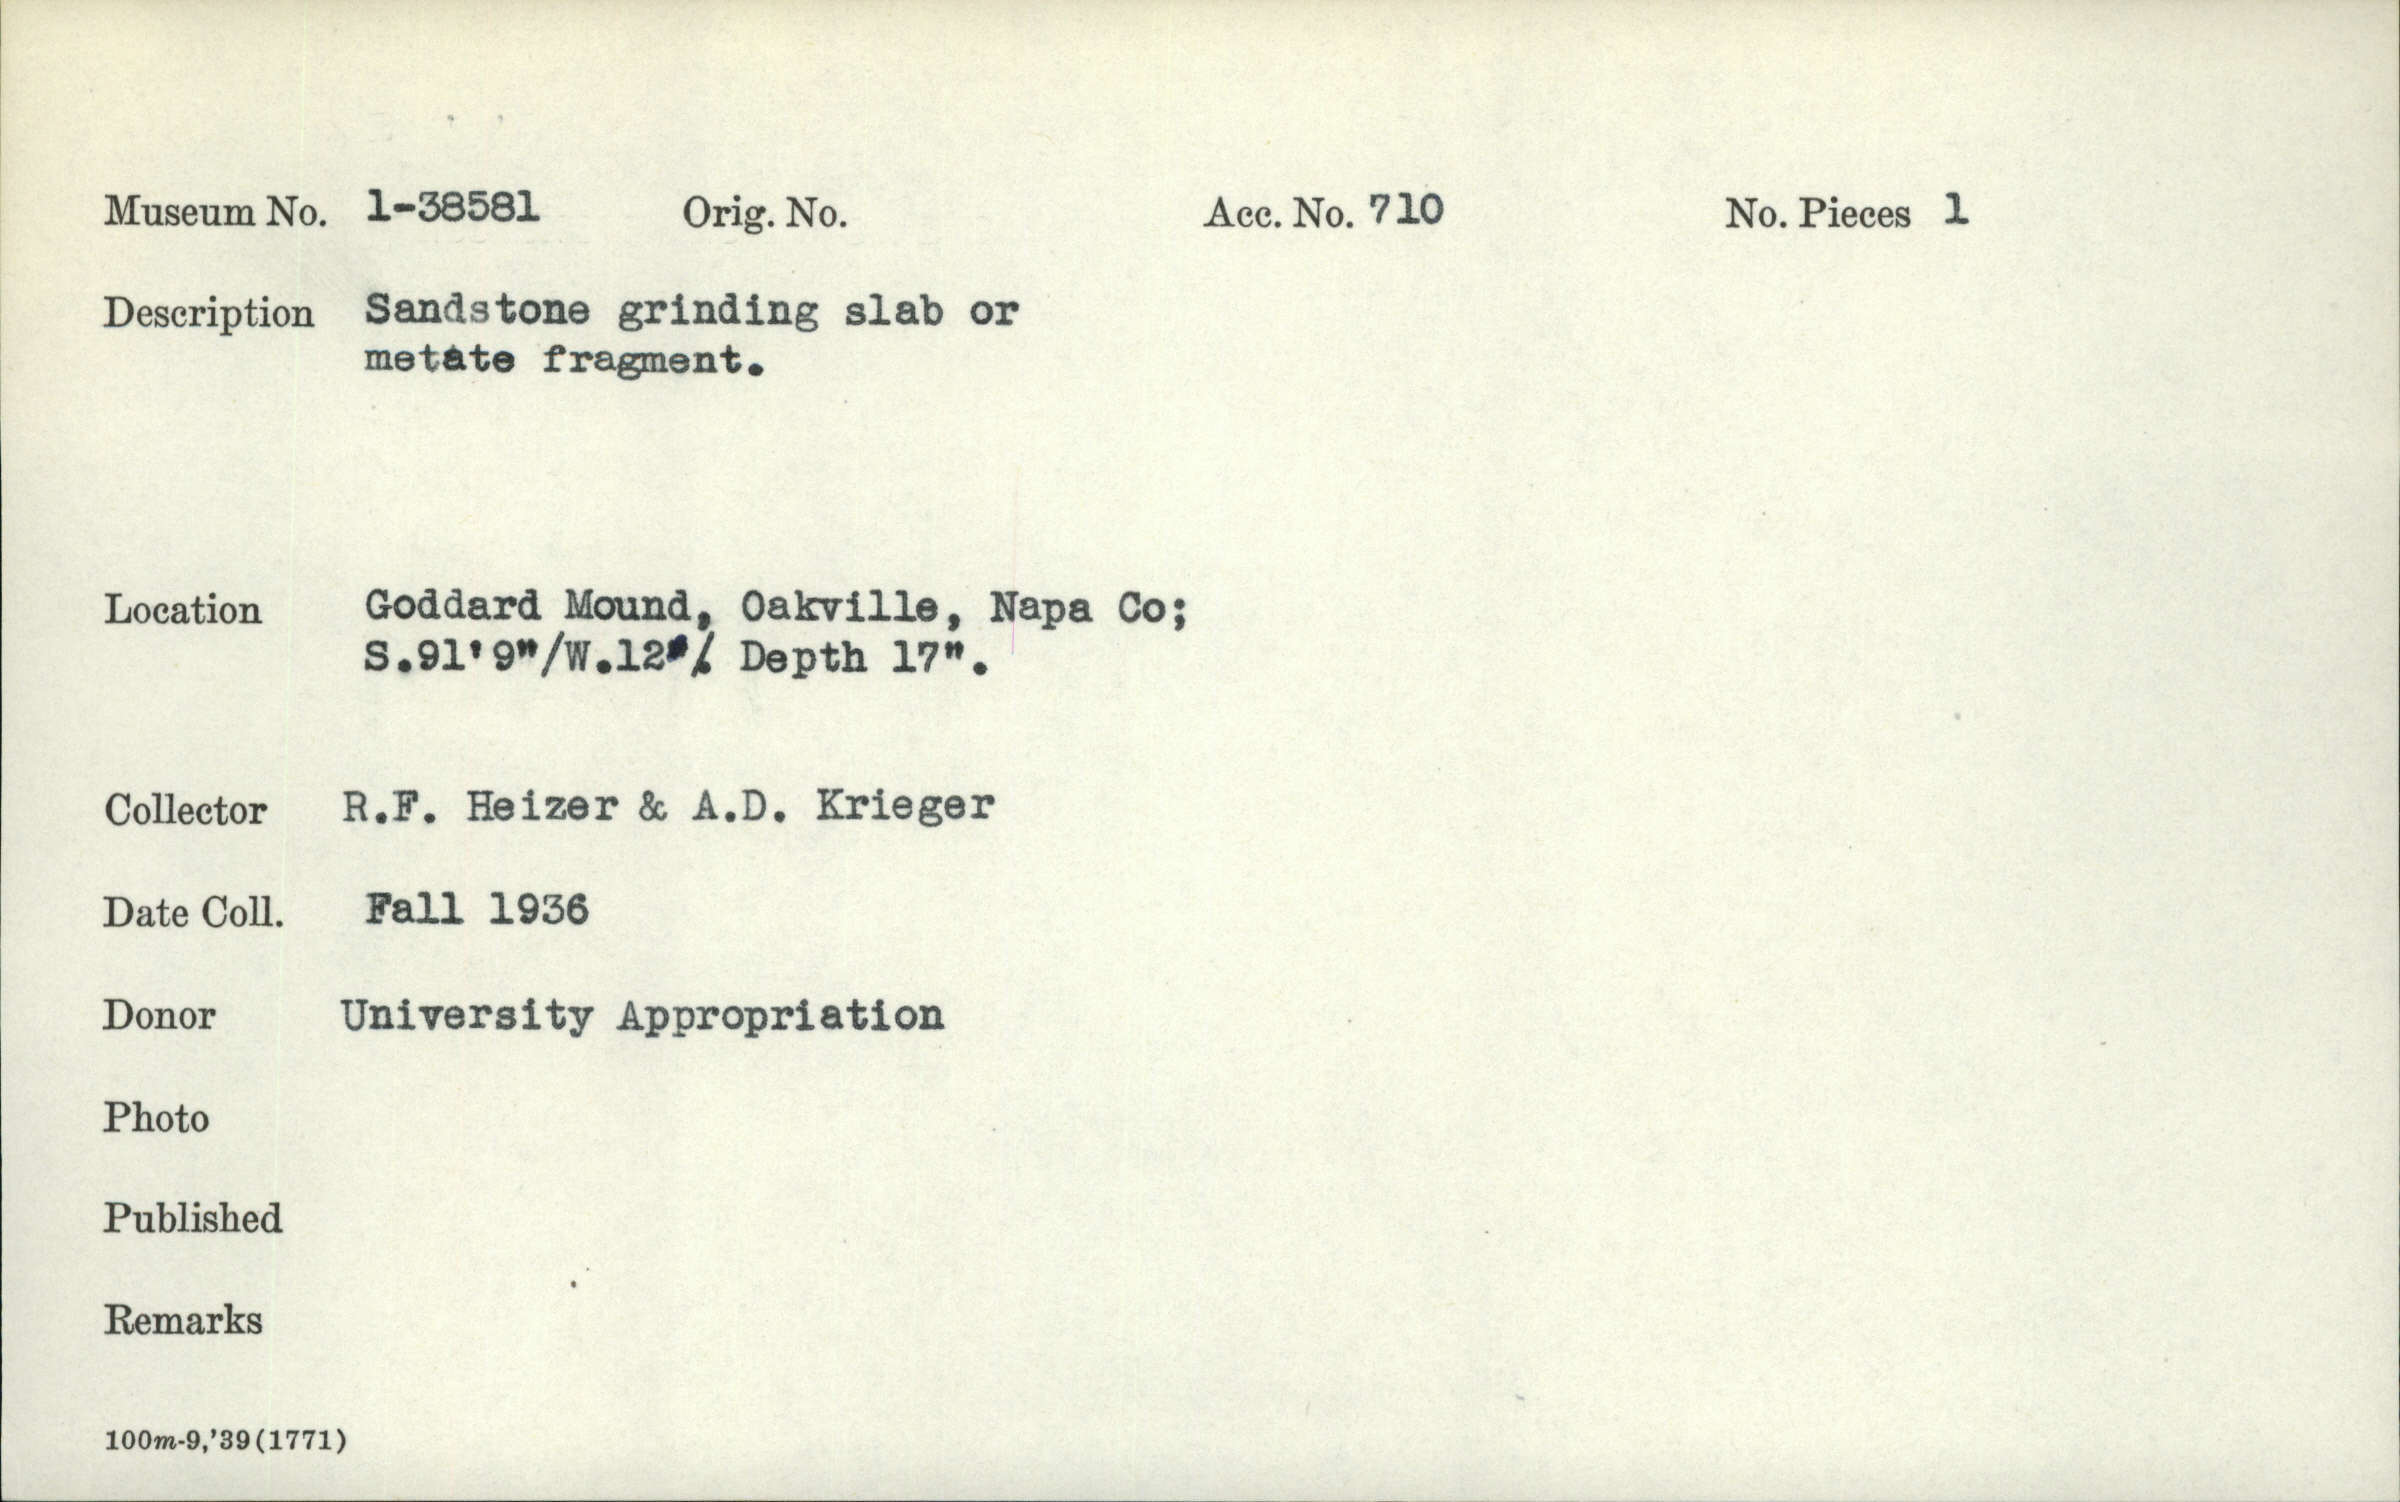 Museum No. 1-38581 Orig. No. Acc. No. 710 No. Pieces 1
Description Sandstone grinding slab or
metate fragment.
Location Goddard Mound, Oakville, Napa Co;
S.91'9"/W.12' Depth 17".
Collector R.F. Heizer & A.D. Krieger
Date Coll. Fall 1936
Donor University Appropriation
Photo
Published
Remarks
100m-9,'39(1771)